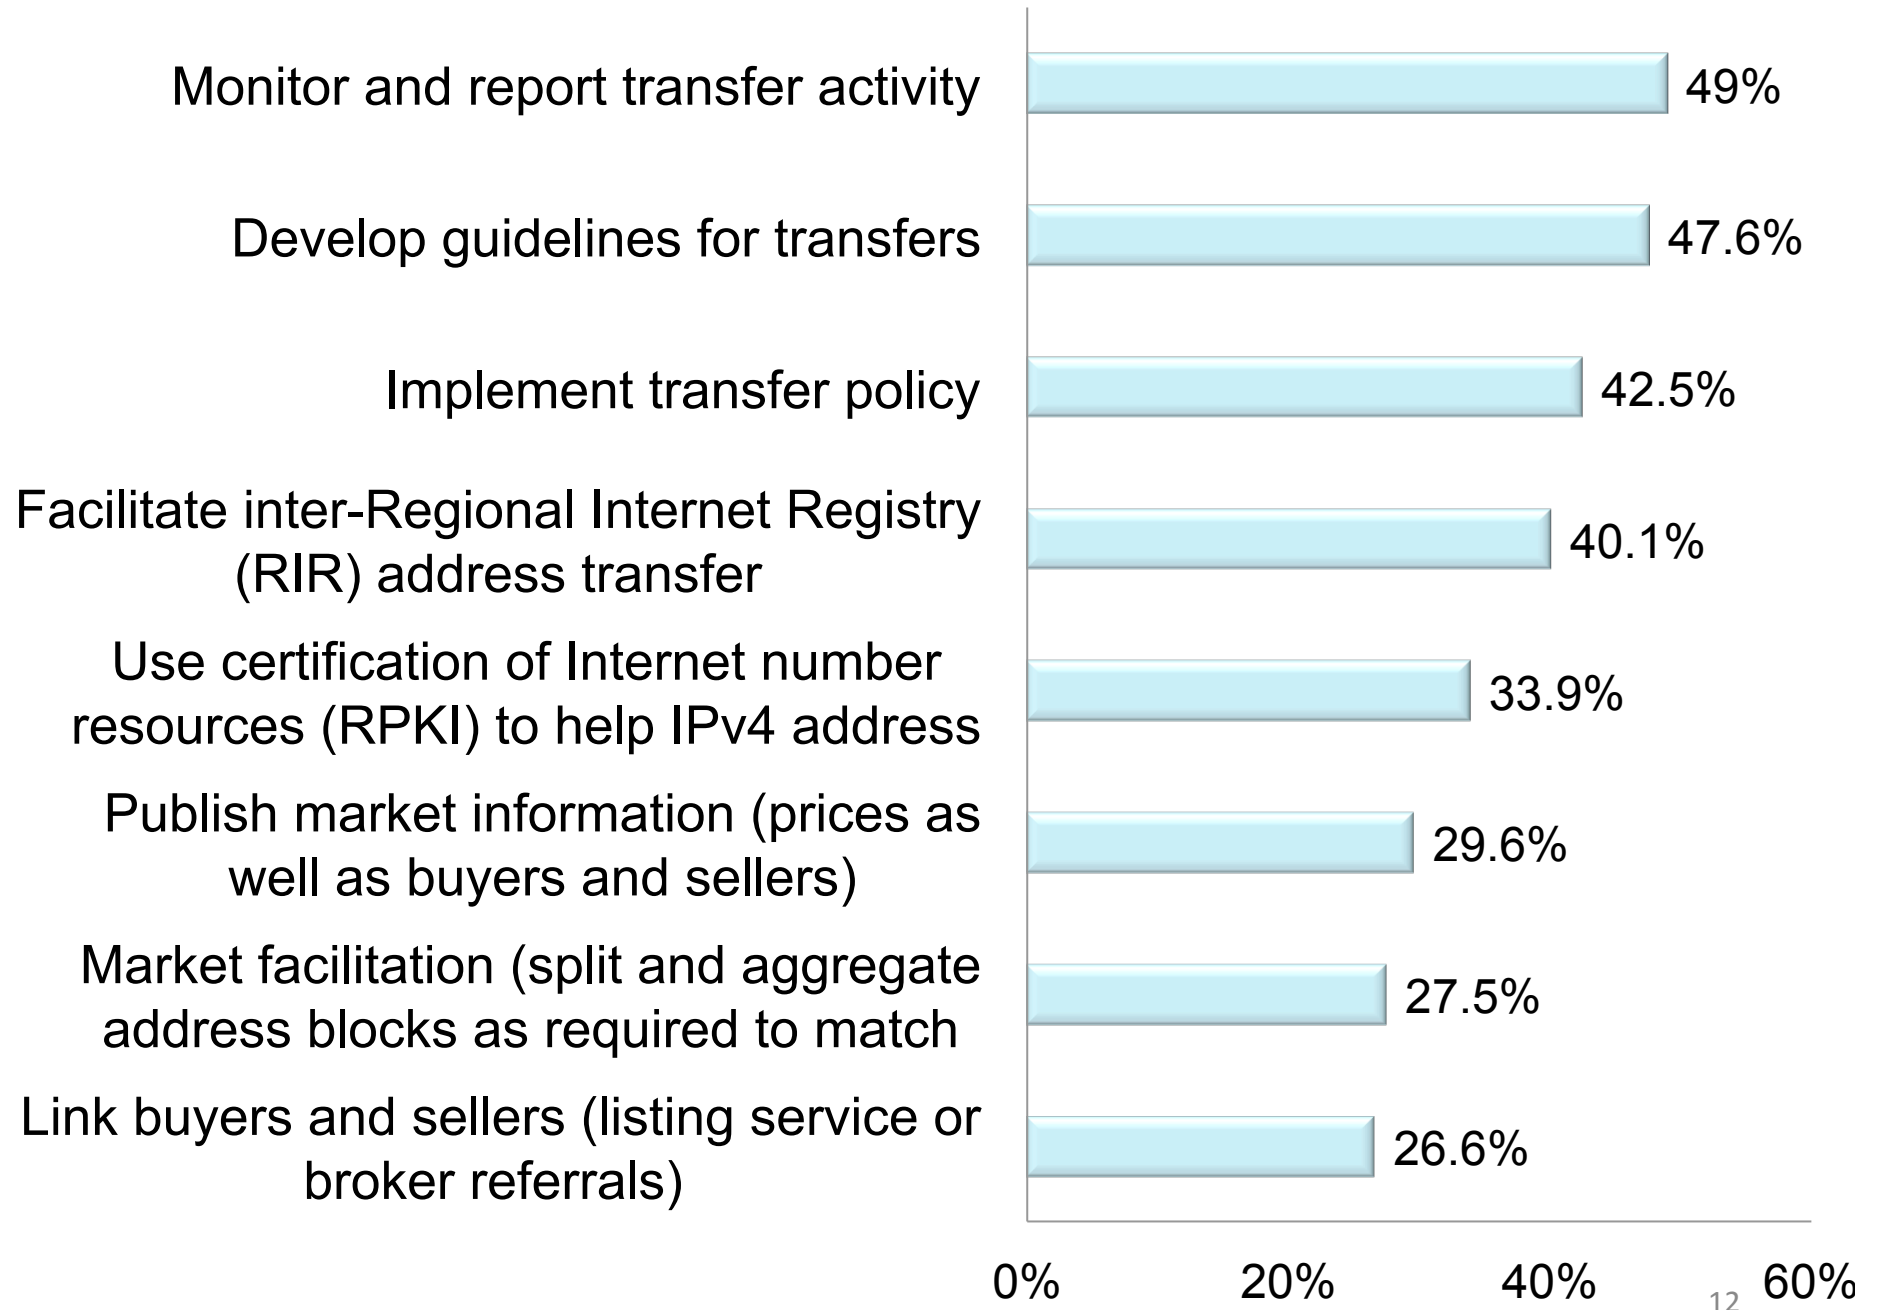 Monitor and report transfer activity
49%
Develop guidelines for transfers
47.6%
Implement transfer policy
42.5%
Facilitate inter-Regional Internet Registry
(RIR) address transfer
40.1%
Use certification of Internet number
resources (RPKI) to help IPv4 address
33.9%
Publish market information (prices as
well as buyers and sellers)
29.6%
Market facilitation (split and aggregate
address blocks as required to match
27.5%
Link buyers and sellers (listing service or
broker referrals)
26.6%
0% 20% 40% 60%
12